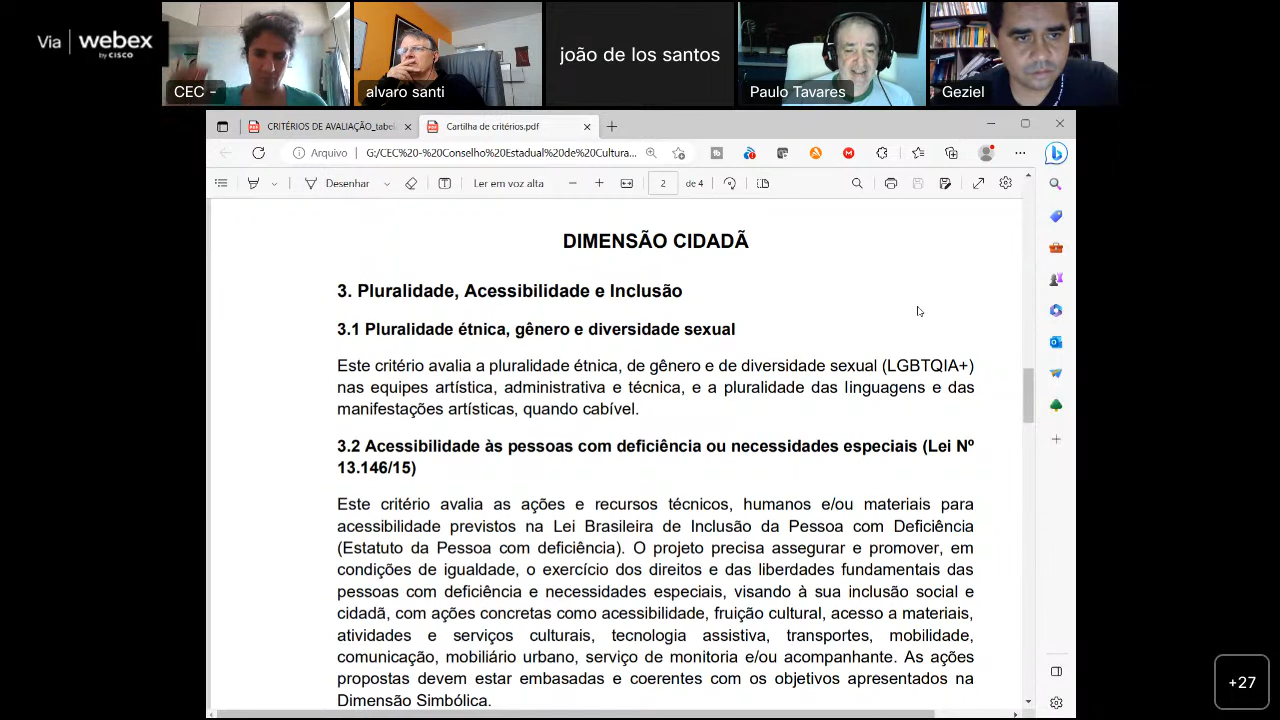 Via | webex
by CISCO
CEC -
alvaro santi
joão de los santos
Paulo Tavares
Geziel
CRITÉRIOS DE AVALIAÇÃO_tabel
Cartilha de critérios.pdf
Arquivo
G:/CEC%20-%20Conselho%20Estadual%20de%20Cultura...
Desenhar
Ler em voz alta
2
de 4
DIMENSÃO CIDADÃ
3. Pluralidade, Acessibilidade e Inclusão
3.1 Pluralidade étnica, gênero e diversidade sexual
Este critério avalia a pluralidade étnica, de gênero e de diversidade sexual (LGBTQIA+)
nas equipes artística, administrativa e técnica, e a pluralidade das linguagens e das
manifestações artísticas, quando cabível.
3.2 Acessibilidade às pessoas com deficiência ou necessidades especiais (Lei Nº
13.146/15)
Este critério avalia as ações e recursos técnicos, humanos e/ou materiais para
acessibilidade previstos na Lei Brasileira de Inclusão da Pessoa com Deficiência
(Estatuto da Pessoa com deficiência). O projeto precisa assegurar e promover, em
condições de igualdade, o exercício dos direitos e das liberdades fundamentais das
pessoas com deficiência e necessidades especiais, visando à sua inclusão social e
cidadã, com ações concretas como acessibilidade, fruição cultural, acesso a materiais,
atividades e serviços culturais, tecnologia assistiva, transportes, mobilidade,
comunicação, mobiliário urbano, serviço de monitoria e/ou acompanhante. As ações
propostas devem estar embasadas e coerentes com os objetivos apresentados na
Dimensão Simbólica.
+27